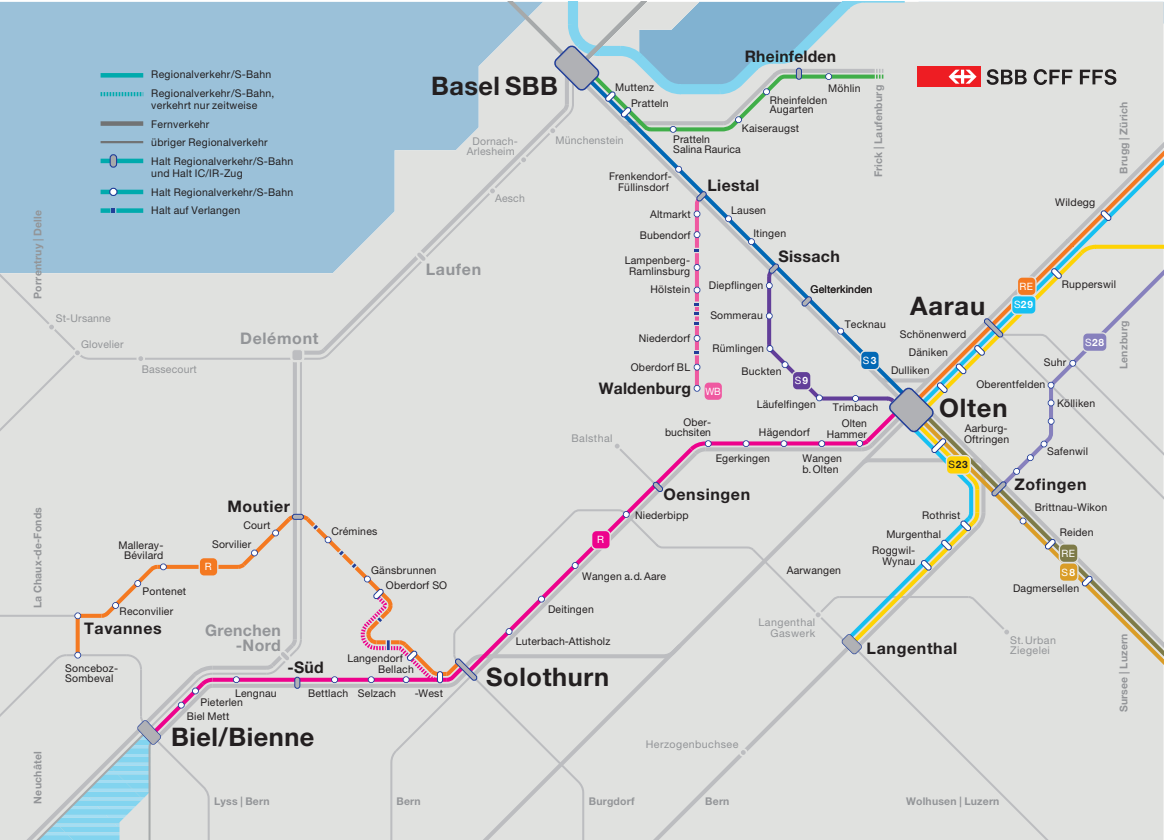 Regionalverkehr/S-Bahn
Regionalverkehr/S-Bahn,
verkehrt nur zeitweise
Fernverkehr
übriger Regionalverkehr
Halt Regionalverkehr/S-Bahn
und Halt IC/IR-Zug
Halt Regionalverkehr/S-Bahn
Halt auf Verlangen
SBB CFF FFS
Basel SBB
Muttenz
Pratteln
Pratteln
Salina Raurica
Kaiseraugst
Rheinfelden
Augarten
Rheinfelden
Möhlin
Frick | Laufenburg
Brugg | Zürich
Dornach-
Arlesheim
Münchenstein
Aesch
Laufen
Delémont
Porrentruy | Delle
St-Ursanne
Glovelier
Bassecourt
Frenkendorf-
Füllinsdorf
Liestal
Altmarkt
Bubendorf
Lampenberg-
Ramlinsburg
Hölstein
Niederdorf
Oberdorf BL
Waldenburg
WB
Lausen
Itingen
Sissach
Diepflingen
Sommerau
Rümlingen
Buckten
S9
Läufelfingen
Trimbach
Gelterkinden
Tecknau
S3
Wildegg
RE
S29
Rupperswil
Aarau
Schönenwerd
Däniken
Dulliken
Olten
S28
Lenzburg
Suhr
Oberentfelden
Kölliken
Safenwil
Aarburg-
Oftringen
S23
Zofingen
Brittnau-Wikon
Reiden
RE
S8
Dagmersellen
Sursee | Luzern
Rothrist
Murgenthal
Roggwil-
Wynau
Aarwangen
Langenthal
Gaswerk
Langenthal
St. Urban
Ziegelei
Olten
Hammer
Wangen
b. Olten
Hägendorf
Egerkingen
Ober-
buchsiten
Balsthal
Oensingen
Niederbipp
R
Wangen a. d. Aare
Deitingen
Luterbach-Attisholz
Solothurn
Moutier
Court
Sorvilier
Malleray-
Bévilard
R
Pontenet
Reconvilier
Tavannes
Sonceboz-
Sombeval
La Chaux-de-Fonds
Crémines
Gänsbrunnen
Oberdorf SO
Langendorf
Bellach
-West
Selzach
Bettlach
Grenchen
-Nord
-Süd
Lengnau
Pieterlen
Biel Mett
Biel/Bienne
Neuchâtel
Lyss | Bern
Bern
Burgdorf
Herzogenbuchsee
Bern
Wolhusen | Luzern